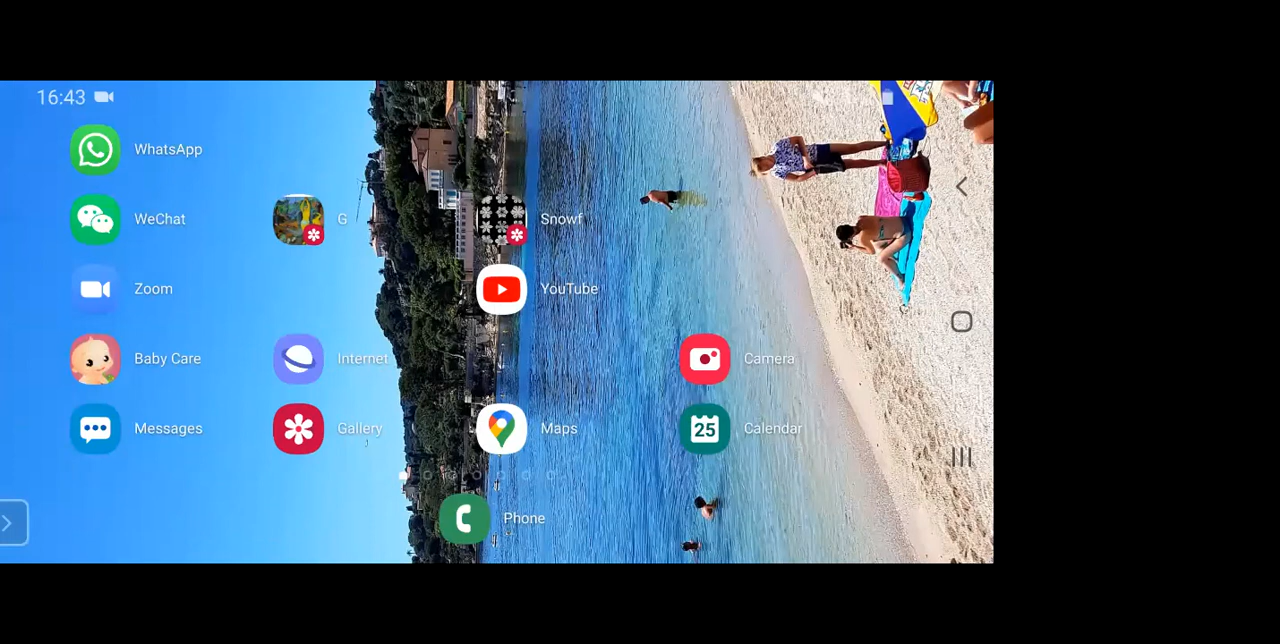 16:43
WhatsApp
WeChat G Snowf
Zoom YouTube
Baby Care Internet Camera
Messages Gallery Maps 25 Calendar
Phone